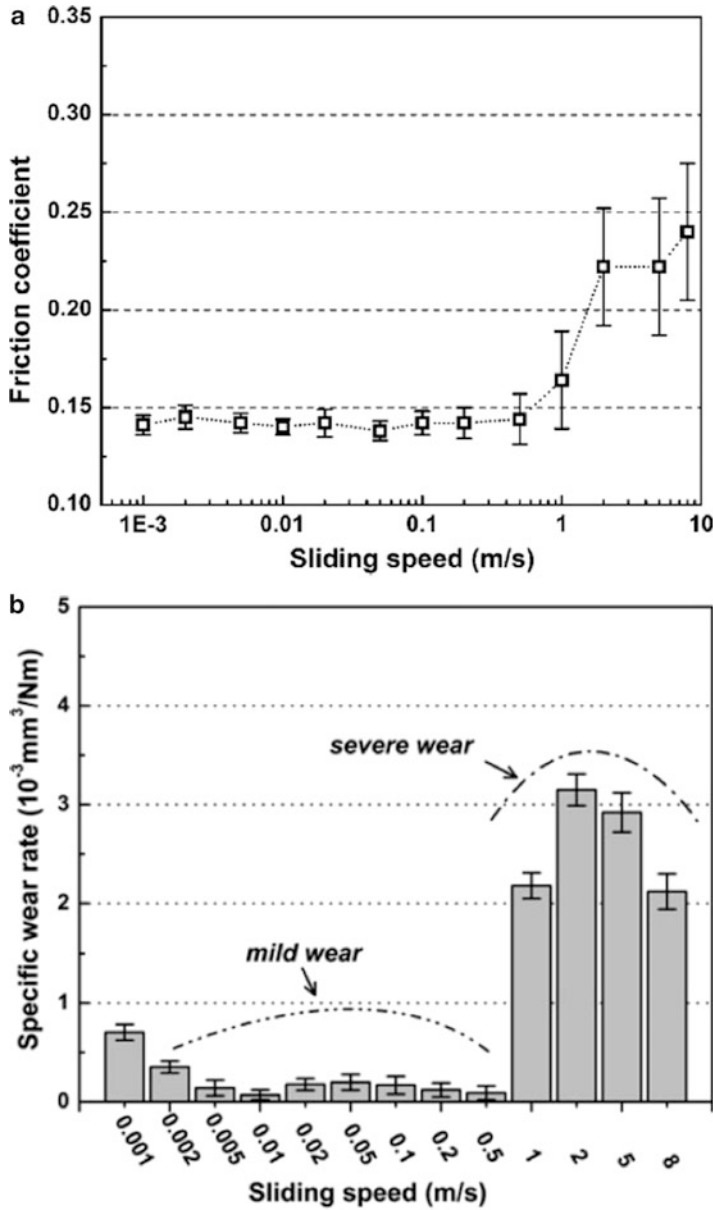 a
0.35
0.30
0.25
0.20
0.15
0.10
Friction coefficient
1E-3 0.01 0.1 1 10
Sliding speed (m/s)
b
5
4
3
2
1
0
Specific wear rate (10⁻³mm³/Nm)
severe wear
mild wear
0.001 0.002 0.005 0.01 0.02 0.05 0.1 0.2 0.5 1 2 5 8
Sliding speed (m/s)